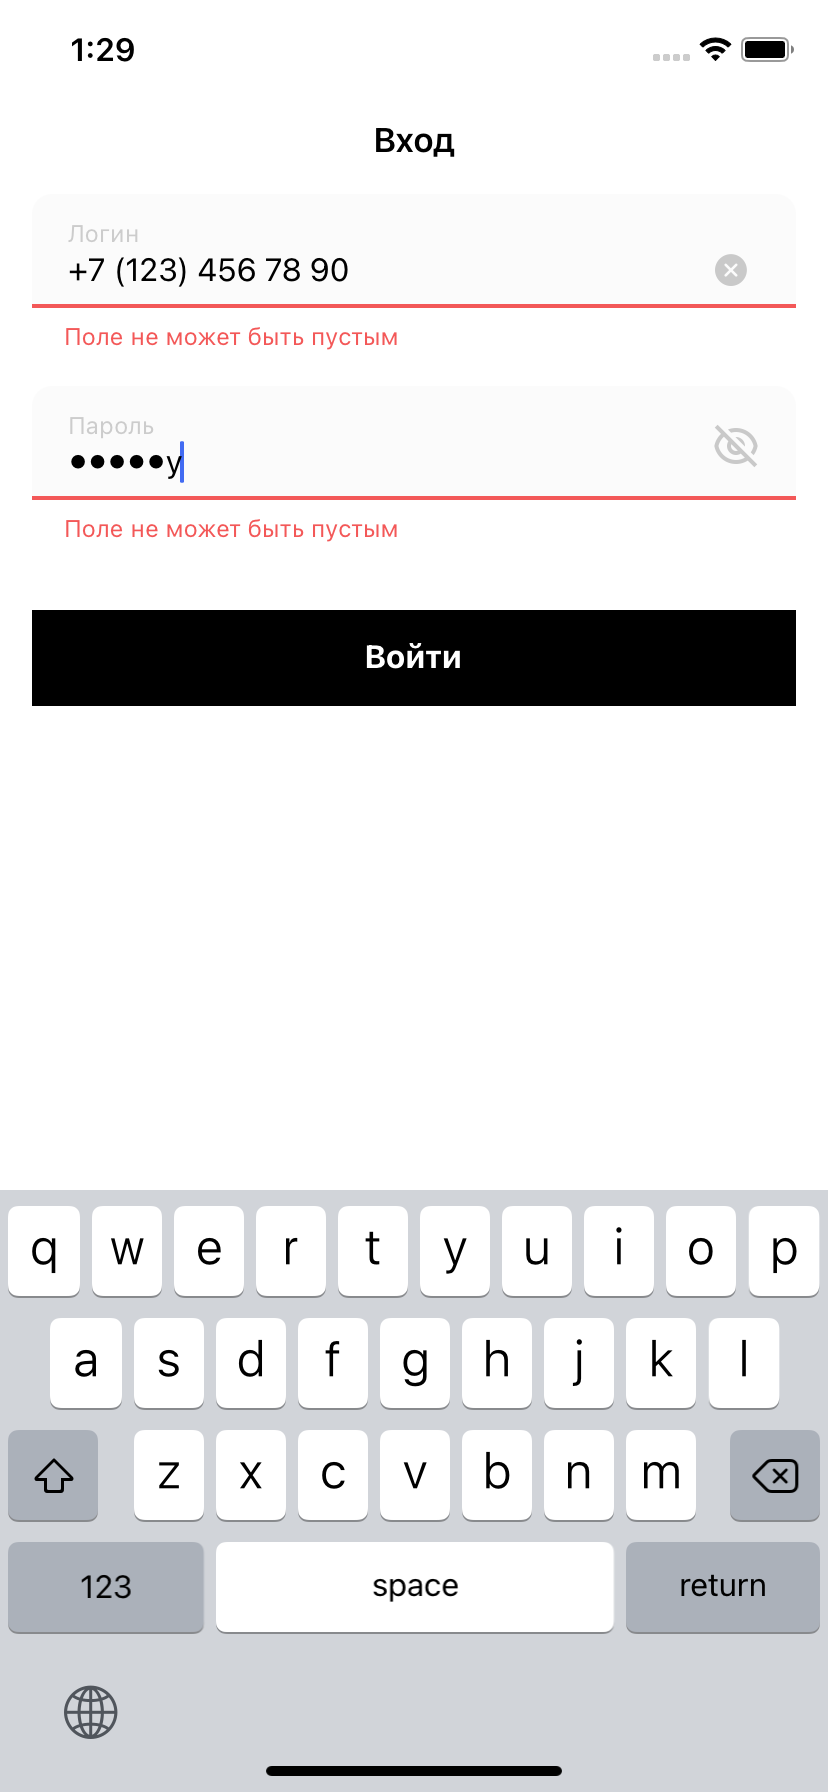 1:29
Вход
Логин
+7 (123) 456 78 90
Поле не может быть пустым
Пароль
•••••y
Поле не может быть пустым
Войти
q w e r t y u i o p
a s d f g h j k l
z x c v b n m
123 space return